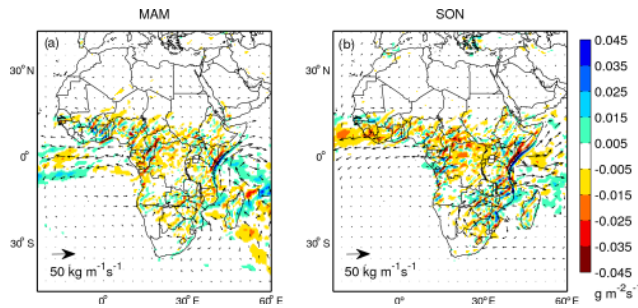 MAM SON
(a) (b)
30°N 30°N
0° 0°
30°S 30°S
50 kg m⁻¹s⁻¹ 50 kg m⁻¹s⁻¹
0° 30°E 60°E 0° 30°E 60°E
0.045
0.035
0.025
0.015
0.005
-0.005
-0.015
-0.025
-0.035
-0.045
g m⁻²s⁻